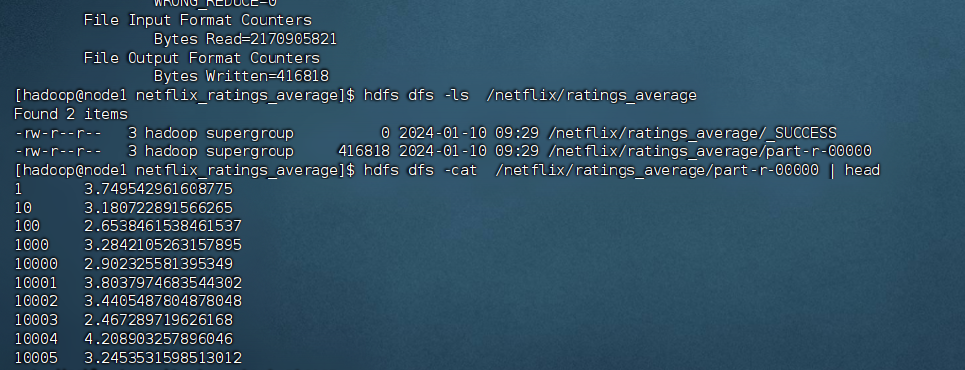 WRONG_REDUCE=0
File Input Format Counters
Bytes Read=2170905821
File Output Format Counters
Bytes Written=416818
[hadoop@node1 netflix_ratings_average]$ hdfs dfs -ls  /netflix/ratings_average
Found 2 items
-rw-r--r--   3 hadoop supergroup          0 2024-01-10 09:29 /netflix/ratings_average/_SUCCESS
-rw-r--r--   3 hadoop supergroup     416818 2024-01-10 09:29 /netflix/ratings_average/part-r-00000
[hadoop@node1 netflix_ratings_average]$ hdfs dfs -cat  /netflix/ratings_average/part-r-00000 | head
1       3.749542961608775
10      3.180722891566265
100     2.6538461538461537
1000    3.2842105263157895
10000   2.902325581395349
10001   3.8037974683544302
10002   3.4405487804878048
10003   2.467289719626168
10004   4.208903257896046
10005   3.2453531598513012